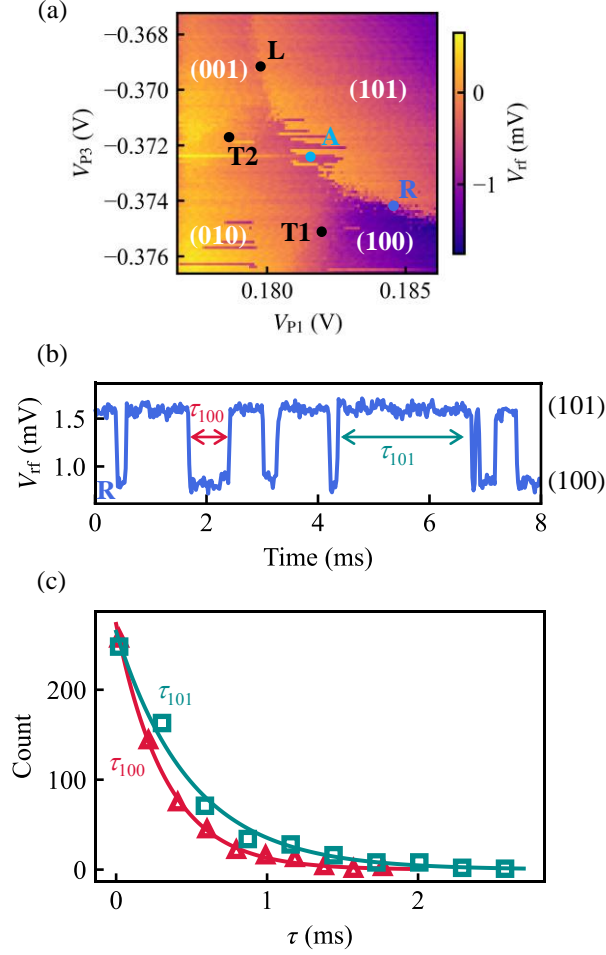 (a)
−0.368
−0.370
−0.372
−0.374
−0.376
V_P3 (V)
(001)
L
(101)
A
T2
R
(010)
T1
(100)
0.180
0.185
V_P1 (V)
0
−1
V_rf (mV)
(b)
1.5
1.0
V_rf (mV)
τ_100
τ_101
(101)
(100)
R
0
2
4
6
8
Time (ms)
(c)
200
100
0
Count
τ_101
τ_100
0
1
2
τ (ms)